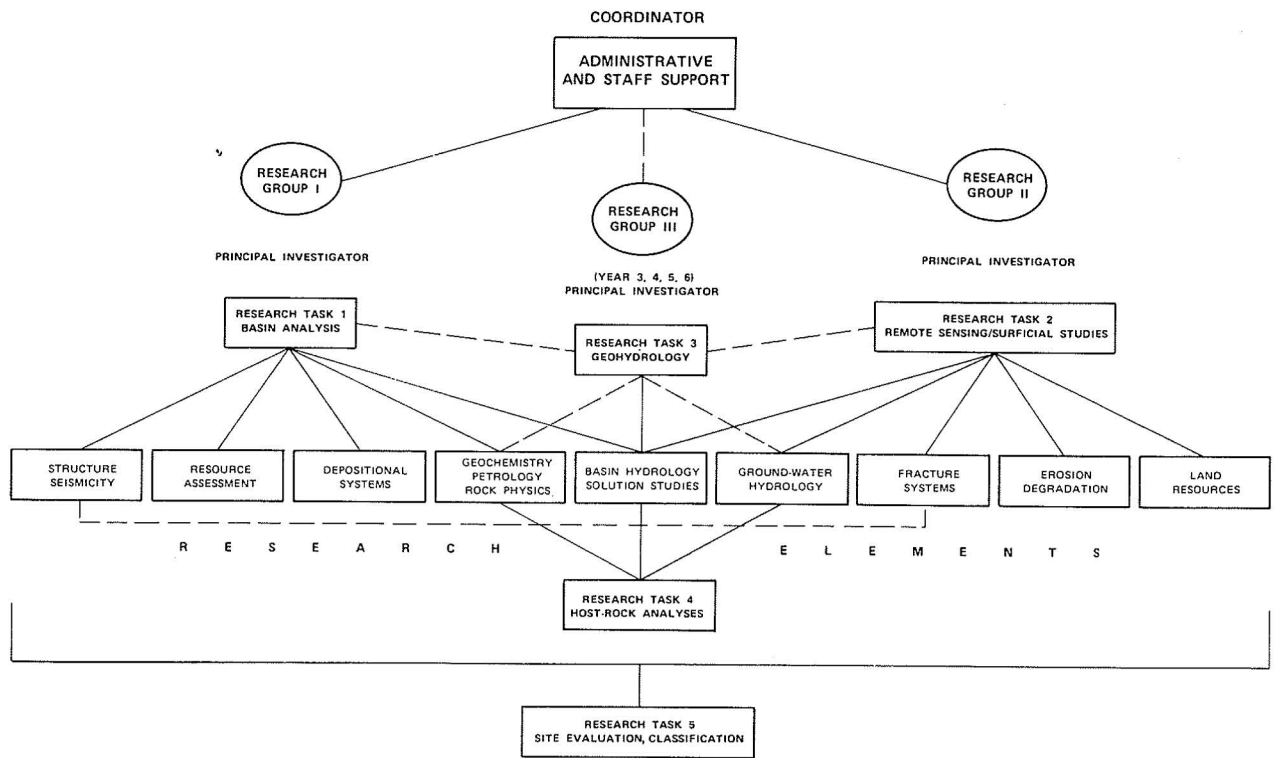 COORDINATOR
ADMINISTRATIVE
AND STAFF SUPPORT
RESEARCH
GROUP I
RESEARCH
GROUP III
RESEARCH
GROUP II
PRINCIPAL INVESTIGATOR
(YEAR 3, 4, 5, 6)
PRINCIPAL INVESTIGATOR
PRINCIPAL INVESTIGATOR
RESEARCH TASK 1
BASIN ANALYSIS
RESEARCH TASK 3
GEOHYDROLOGY
RESEARCH TASK 2
REMOTE SENSING/SURFICIAL STUDIES
STRUCTURE
SEISMICITY
RESOURCE
ASSESSMENT
DEPOSITIONAL
SYSTEMS
GEOCHEMISTRY
PETROLOGY
ROCK PHYSICS
BASIN HYDROLOGY
SOLUTION STUDIES
GROUND-WATER
HYDROLOGY
FRACTURE
SYSTEMS
EROSION
DEGRADATION
LAND
RESOURCES
R E S E A R C H E L E M E N T S
RESEARCH TASK 4
HOST-ROCK ANALYSES
RESEARCH TASK 5
SITE EVALUATION, CLASSIFICATION